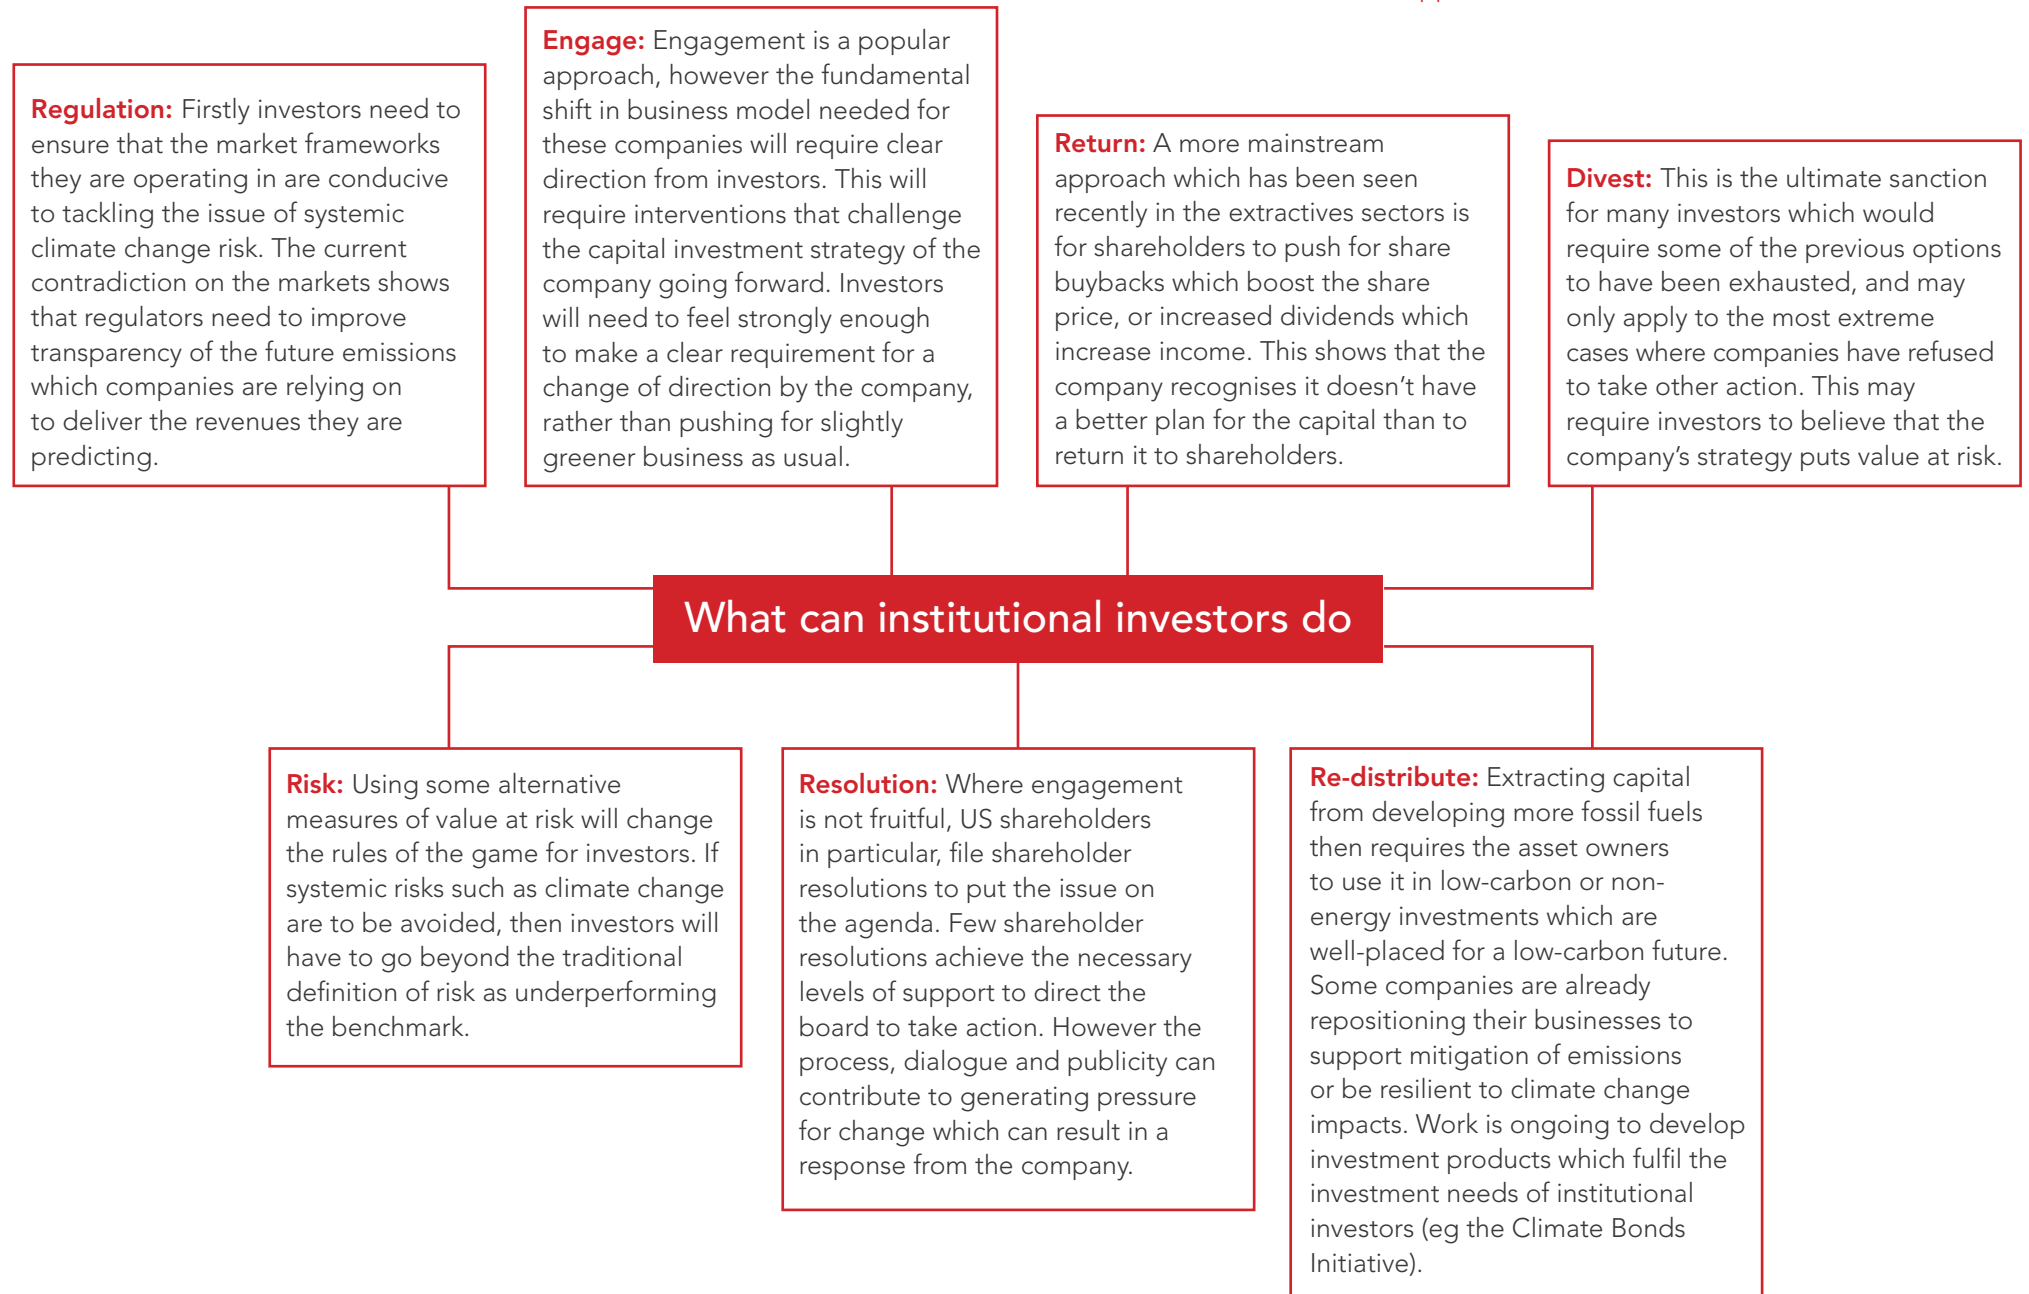 Engage: Engagement is a popular
approach, however the fundamental
shift in business model needed for
these companies will require clear
direction from investors. This will
require interventions that challenge
the capital investment strategy of the
company going forward. Investors
will need to feel strongly enough
to make a clear requirement for a
change of direction by the company,
rather than pushing for slightly
greener business as usual.
Regulation: Firstly investors need to
ensure that the market frameworks
they are operating in are conducive
to tackling the issue of systemic
climate change risk. The current
contradiction on the markets shows
that regulators need to improve
transparency of the future emissions
which companies are relying on
to deliver the revenues they are
predicting.
Return: A more mainstream
approach which has been seen
recently in the extractives sectors is
for shareholders to push for share
buybacks which boost the share
price, or increased dividends which
increase income. This shows that the
company recognises it doesn't have
a better plan for the capital than to
return it to shareholders.
Divest: This is the ultimate sanction
for many investors which would
require some of the previous options
to have been exhausted, and may
only apply to the most extreme
cases where companies have refused
to take other action. This may
require investors to believe that the
company's strategy puts value at risk.
What can institutional investors do
Risk: Using some alternative
measures of value at risk will change
the rules of the game for investors. If
systemic risks such as climate change
are to be avoided, then investors will
have to go beyond the traditional
definition of risk as underperforming
the benchmark.
Resolution: Where engagement
is not fruitful, US shareholders
in particular, file shareholder
resolutions to put the issue on
the agenda. Few shareholder
resolutions achieve the necessary
levels of support to direct the
board to take action. However the
process, dialogue and publicity can
contribute to generating pressure
for change which can result in a
response from the company.
Re-distribute: Extracting capital
from developing more fossil fuels
then requires the asset owners
to use it in low-carbon or non-
energy investments which are
well-placed for a low-carbon future.
Some companies are already
repositioning their businesses to
support mitigation of emissions
or be resilient to climate change
impacts. Work is ongoing to develop
investment products which fulfil the
investment needs of institutional
investors (eg the Climate Bonds
Initiative).